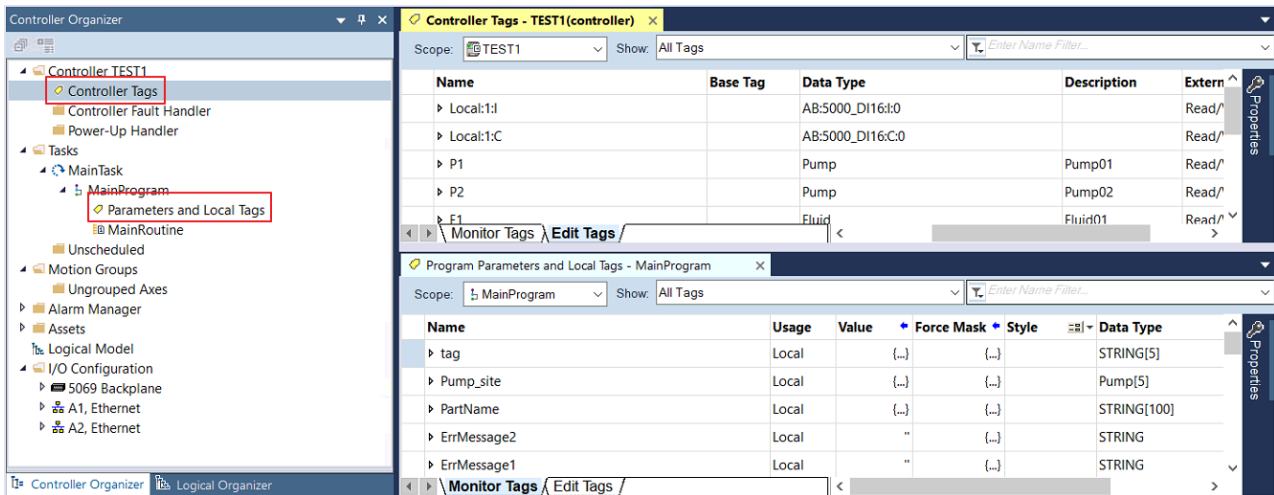 Controller Organizer
Controller TEST1
Controller Tags
Controller Fault Handler
Power-Up Handler
Tasks
MainTask
MainProgram
Parameters and Local Tags
MainRoutine
Unscheduled
Motion Groups
Ungrouped Axes
Alarm Manager
Assets
Logical Model
I/O Configuration
5069 Backplane
A1, Ethernet
A2, Ethernet
Controller Organizer Logical Organizer
Controller Tags - TEST1(controller)
Scope: TEST1 Show: All Tags Enter Name Filter...
Name Base Tag Data Type Description Extern
Local:1:I AB:5000_DI16:I:0 Read/
Local:1:C AB:5000_DI16:C:0 Read/
P1 Pump Pump01 Read/
P2 Pump Pump02 Read/
F1 Fluid Fluid01 Read/
Monitor Tags Edit Tags
Properties
Program Parameters and Local Tags - MainProgram
Scope: MainProgram Show: All Tags Enter Name Filter...
Name Usage Value Force Mask Style Data Type
tag Local {...} {...} STRING[5]
Pump_site Local {...} {...} Pump[5]
PartName Local {...} {...} STRING[100]
ErrMessage2 Local '' {...} STRING
ErrMessage1 Local '' {...} STRING
Monitor Tags Edit Tags
Properties